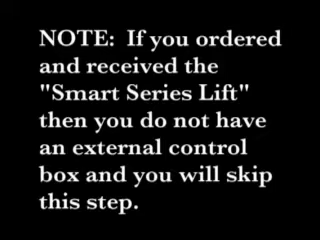 NOTE:  If you ordered
and received the
"Smart Series Lift"
then you do not have
an external control
box and you will skip
this step.